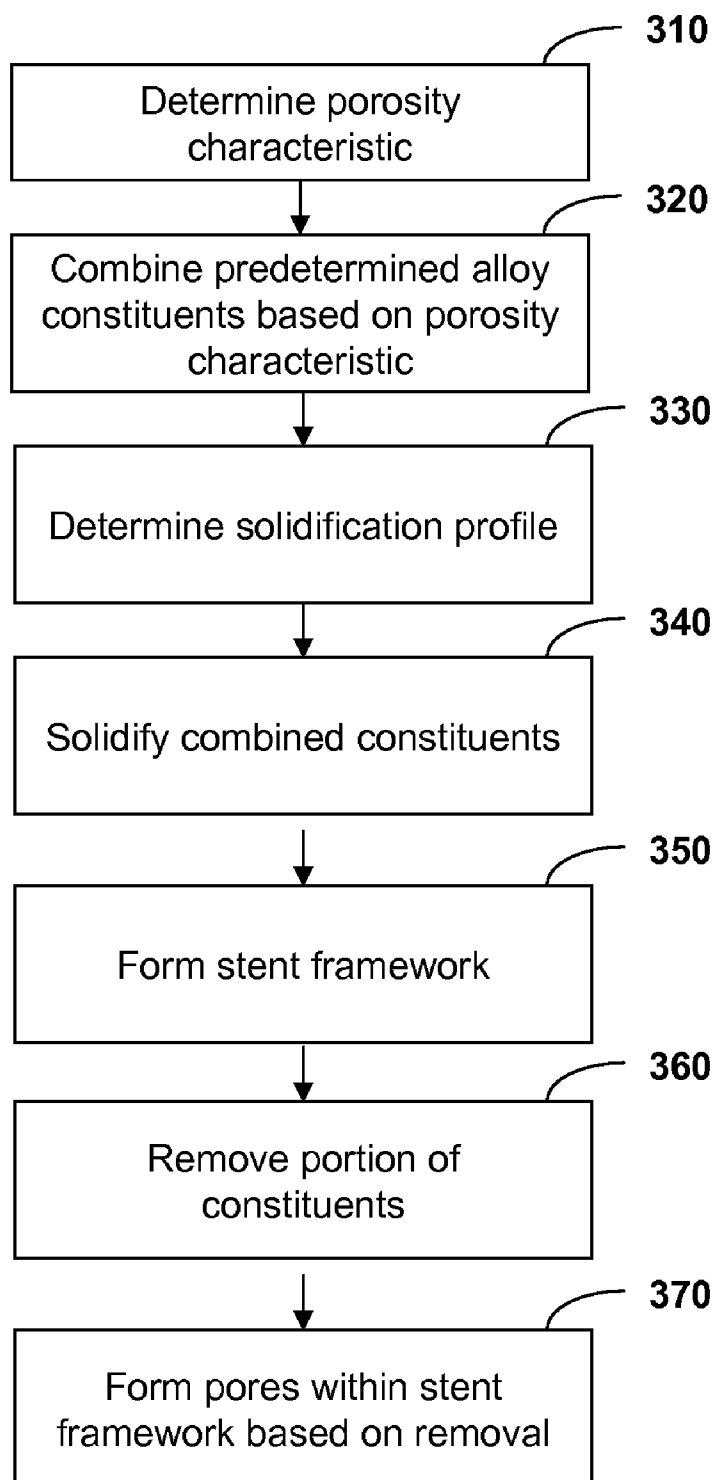 310
Determine porosity
characteristic
320
Combine predetermined alloy
constituents based on porosity
characteristic
330
Determine solidification profile
340
Solidify combined constituents
350
Form stent framework
360
Remove portion of
constituents
370
Form pores within stent
framework based on removal